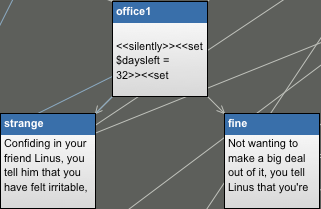 office1
<<silently>><<set
$daysleft =
32>><<set
strange
Confiding in your
friend Linus, you
tell him that you
have felt irritable,
fine
Not wanting to
make a big deal
out of it, you tell
Linus that you're